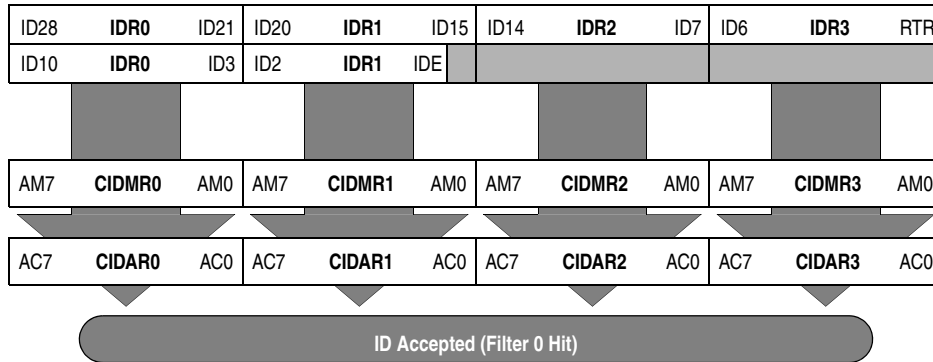 ID28 IDR0 ID21 ID20 IDR1 ID15 ID14 IDR2 ID7 ID6 IDR3 RTR
ID10 IDR0 ID3 ID2 IDR1 IDE
AM7 CIDMR0 AM0 AM7 CIDMR1 AM0 AM7 CIDMR2 AM0 AM7 CIDMR3 AM0
AC7 CIDAR0 AC0 AC7 CIDAR1 AC0 AC7 CIDAR2 AC0 AC7 CIDAR3 AC0
ID Accepted (Filter 0 Hit)